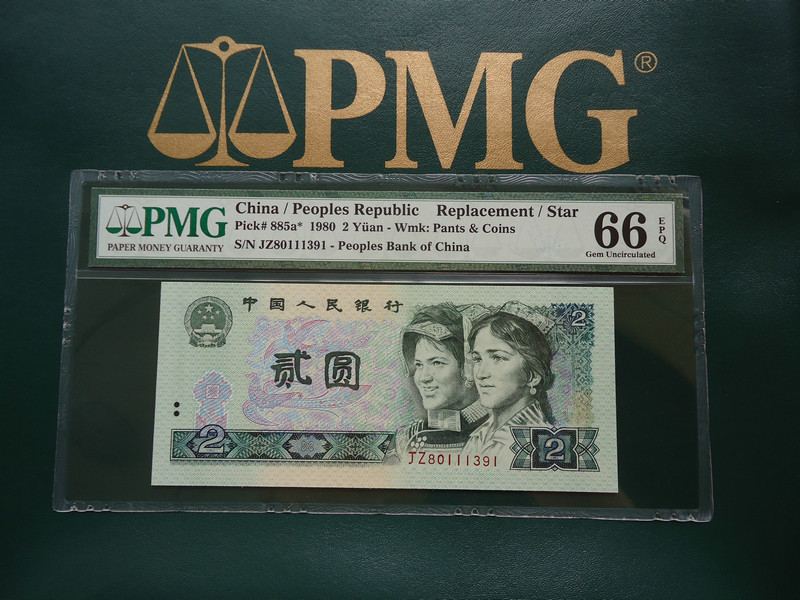 PMG®
PMG
PAPER MONEY GUARANTY
China / Peoples Republic Replacement / Star
Pick# 885a* 1980 2 Yüan - Wmk: Pants & Coins
S/N JZ80111391 - Peoples Bank of China
66 EPQ
Gem Uncirculated
中国人民银行
2
贰圆
2
JZ80111391
2